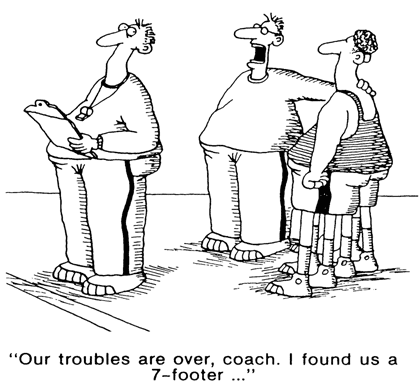 "Our troubles are over, coach. I found us a
7-footer ..."